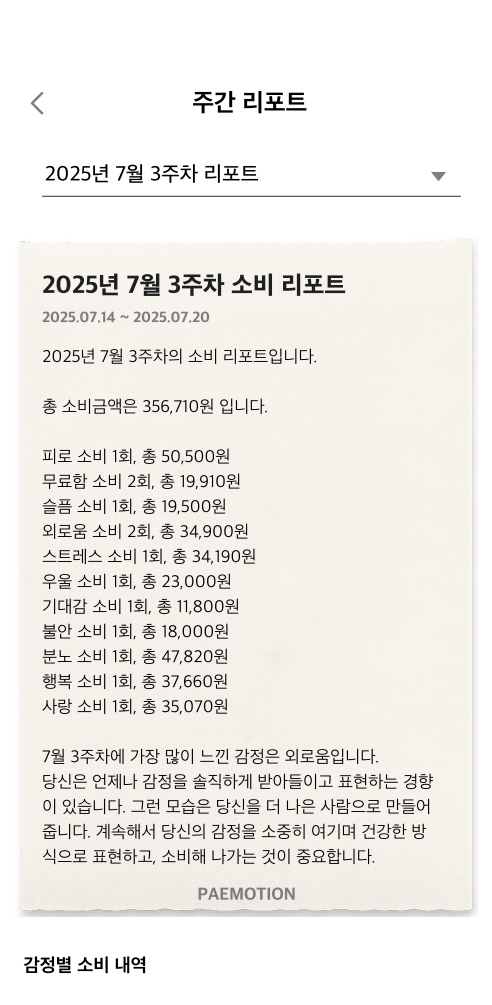 주간 리포트
2025년 7월 3주차 리포트
2025년 7월 3주차 소비 리포트
2025.07.14 ~ 2025.07.20
2025년 7월 3주차의 소비 리포트입니다.
총 소비금액은 356,710원 입니다.
피로 소비 1회, 총 50,500원
무료함 소비 2회, 총 19,910원
슬픔 소비 1회, 총 19,500원
외로움 소비 2회, 총 34,900원
스트레스 소비 1회, 총 34,190원
우울 소비 1회, 총 23,000원
기대감 소비 1회, 총 11,800원
불안 소비 1회, 총 18,000원
분노 소비 1회, 총 47,820원
행복 소비 1회, 총 37,660원
사랑 소비 1회, 총 35,070원
7월 3주차에 가장 많이 느낀 감정은 외로움입니다.
당신은 언제나 감정을 솔직하게 받아들이고 표현하는 경향
이 있습니다. 그런 모습은 당신을 더 나은 사람으로 만들어
줍니다. 계속해서 당신의 감정을 소중히 여기며 건강한 방
식으로 표현하고, 소비해 나가는 것이 중요합니다.
PAEMOTION
감정별 소비 내역